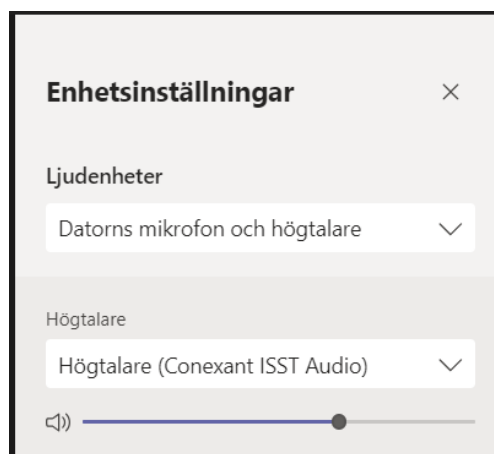 Enhetsinställningar
Ljudenheter
Datorns mikrofon och högtalare
Högtalare
Högtalare (Conexant ISST Audio)